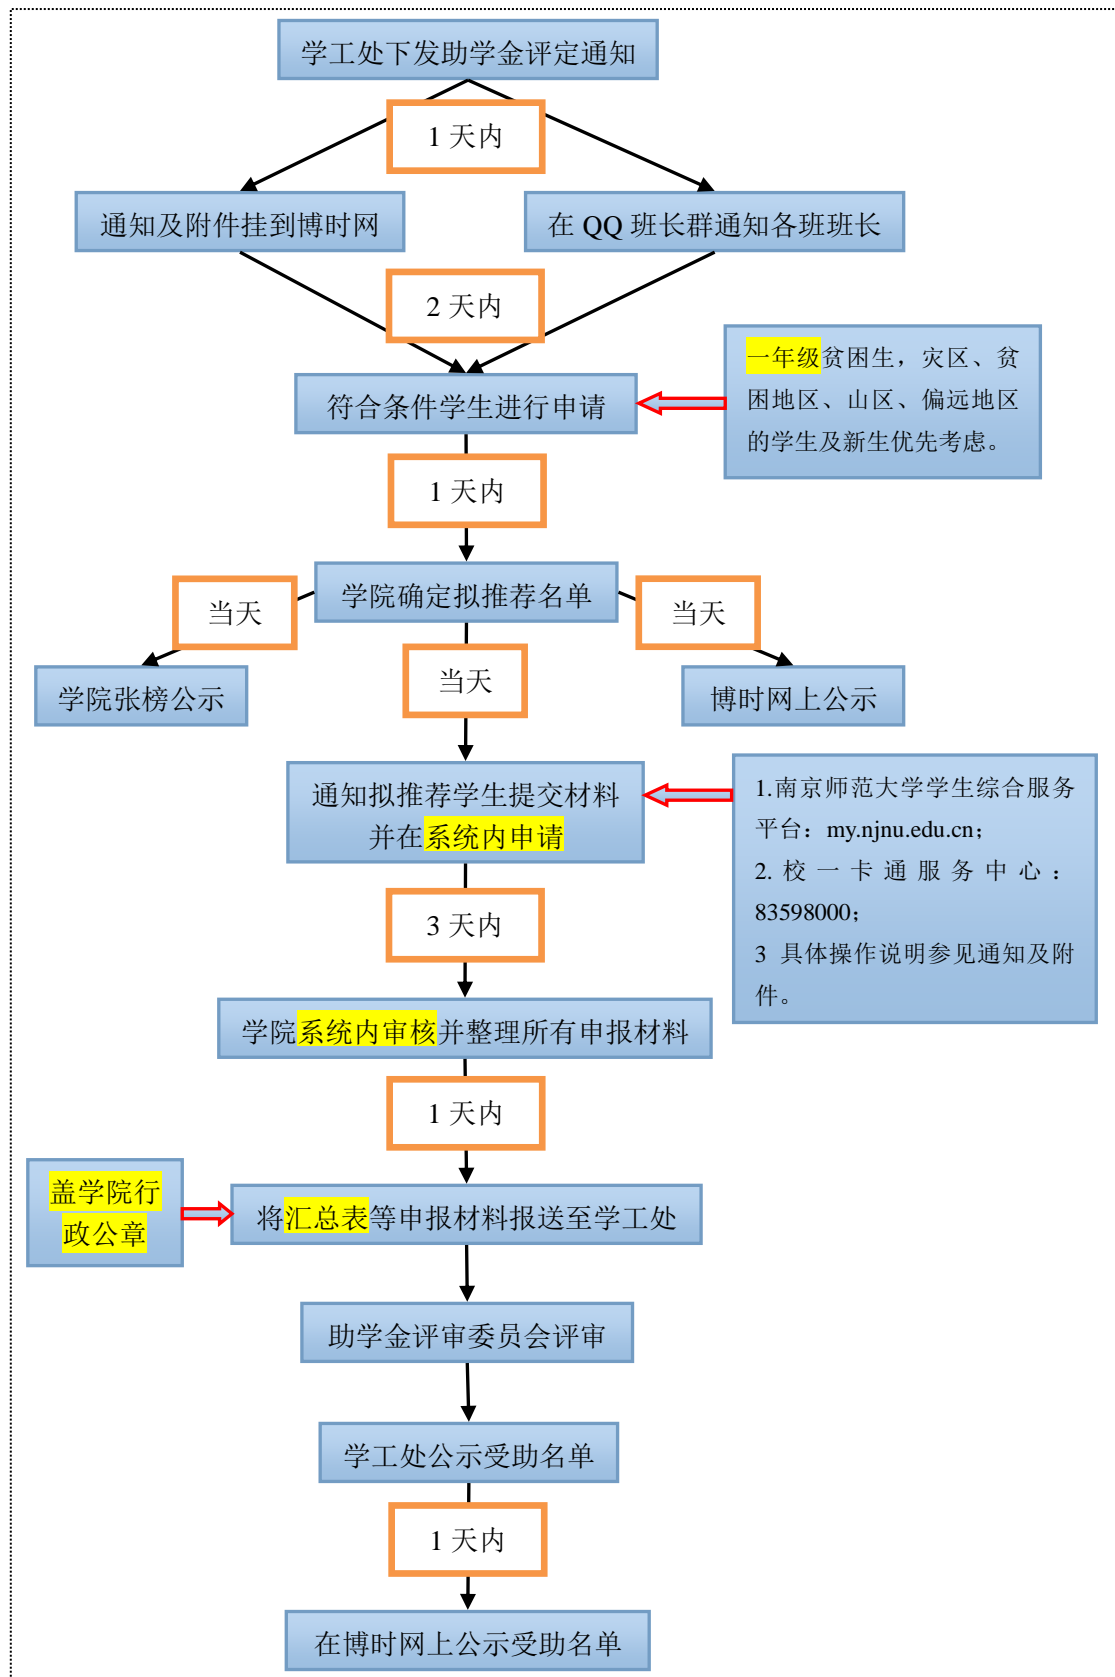 学工处下发助学金评定通知
1 天内
通知及附件挂到博时网
在 QQ 班长群通知各班班长
2 天内
一年级贫困生，灾区、贫
困地区、山区、偏远地区
的学生及新生优先考虑。
符合条件学生进行申请
1 天内
学院确定拟推荐名单
当天
当天
当天
学院张榜公示
博时网上公示
通知拟推荐学生提交材料
并在系统内申请
1.南京师范大学学生综合服务
平台：my.njnu.edu.cn；
2. 校一卡通服务中心：
83598000；
3 具体操作说明参见通知及附
件。
3 天内
学院系统内审核并整理所有申报材料
1 天内
盖学院行
政公章
将汇总表等申报材料报送至学工处
助学金评审委员会评审
学工处公示受助名单
1 天内
在博时网上公示受助名单